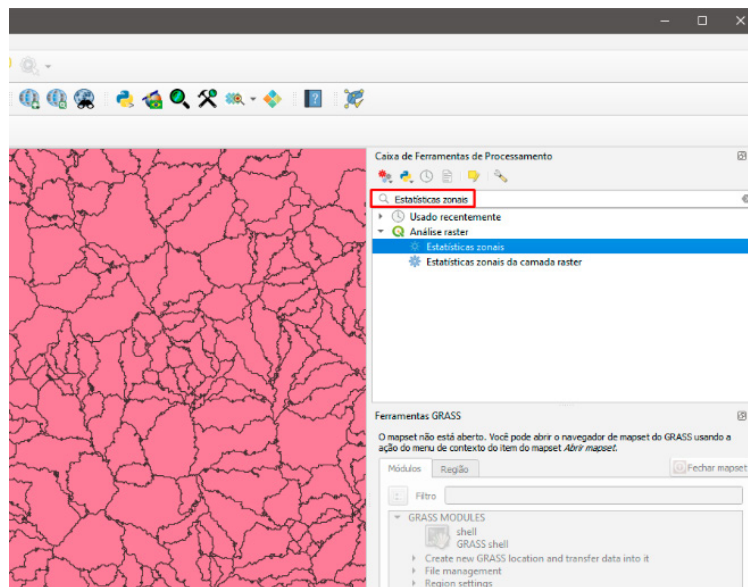 Caixa de Ferramentas de Processamento
Estatísticas zonais
Usado recentemente
Análise raster
Estatísticas zonais
Estatísticas zonais da camada raster
Ferramentas GRASS
O mapset não está aberto. Você pode abrir o navegador de mapset do GRASS usando a
ação do menu de contexto do item do mapset Abrir mapset.
Módulos Região Fechar mapset
Filtro
GRASS MODULES
shell
GRASS shell
Create new GRASS location and transfer data into it
File management
Region settings